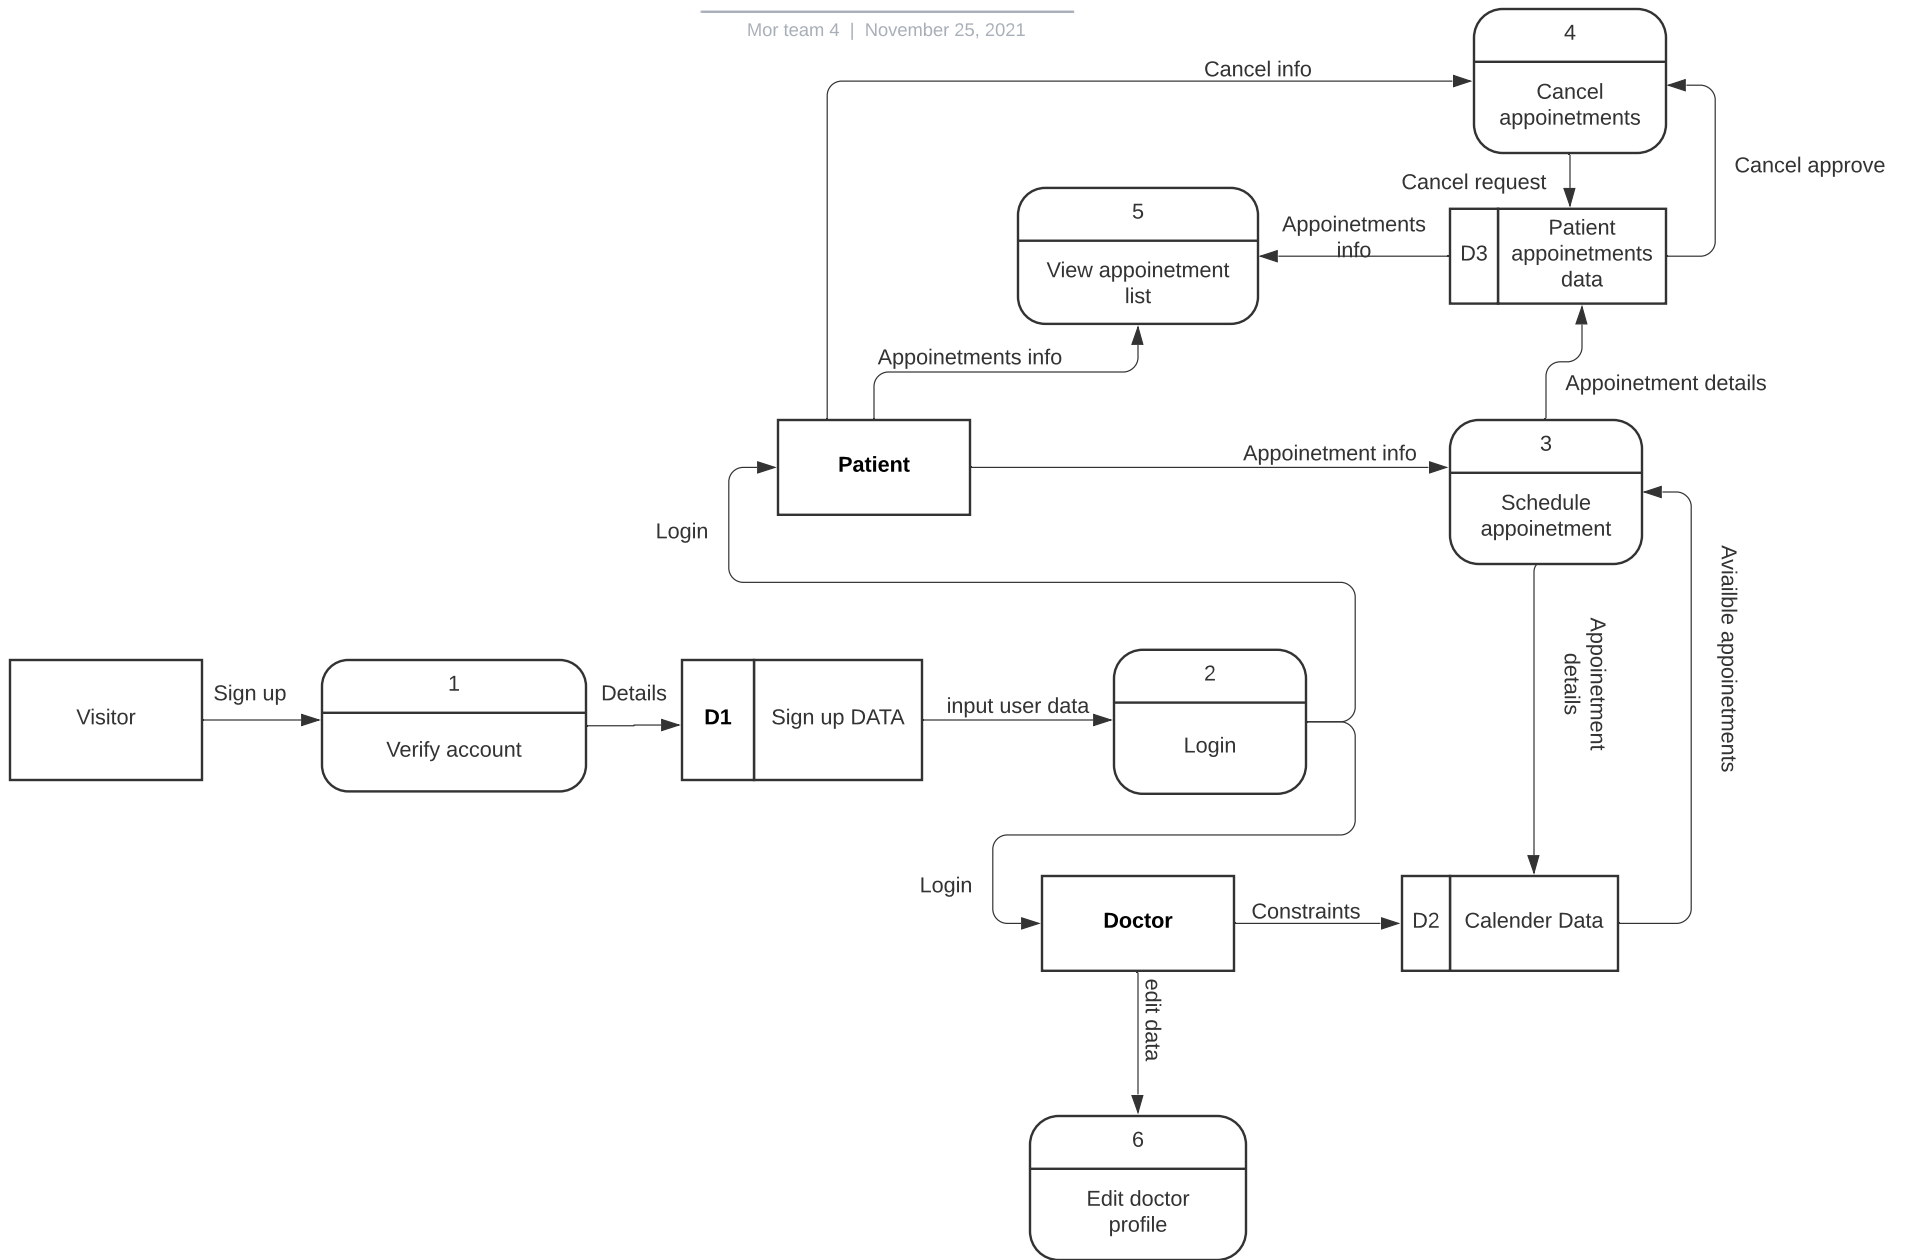 Mor team 4 | November 25, 2021
4
Cancel
appoinetments
Cancel info
Cancel approve
Cancel request
5
View appoinetment
list
Appoinetments
info
D3
Patient
appoinetments
data
Appoinetments info
Appoinetment details
Patient
Appoinetment info
3
Schedule
appoinetment
Login
Aviailble appoinetments
Appoinetment
details
Visitor
Sign up
1
Verify account
Details
D1
Sign up DATA
input user data
2
Login
Login
Doctor
Constraints
D2
Calender Data
edit data
6
Edit doctor
profile